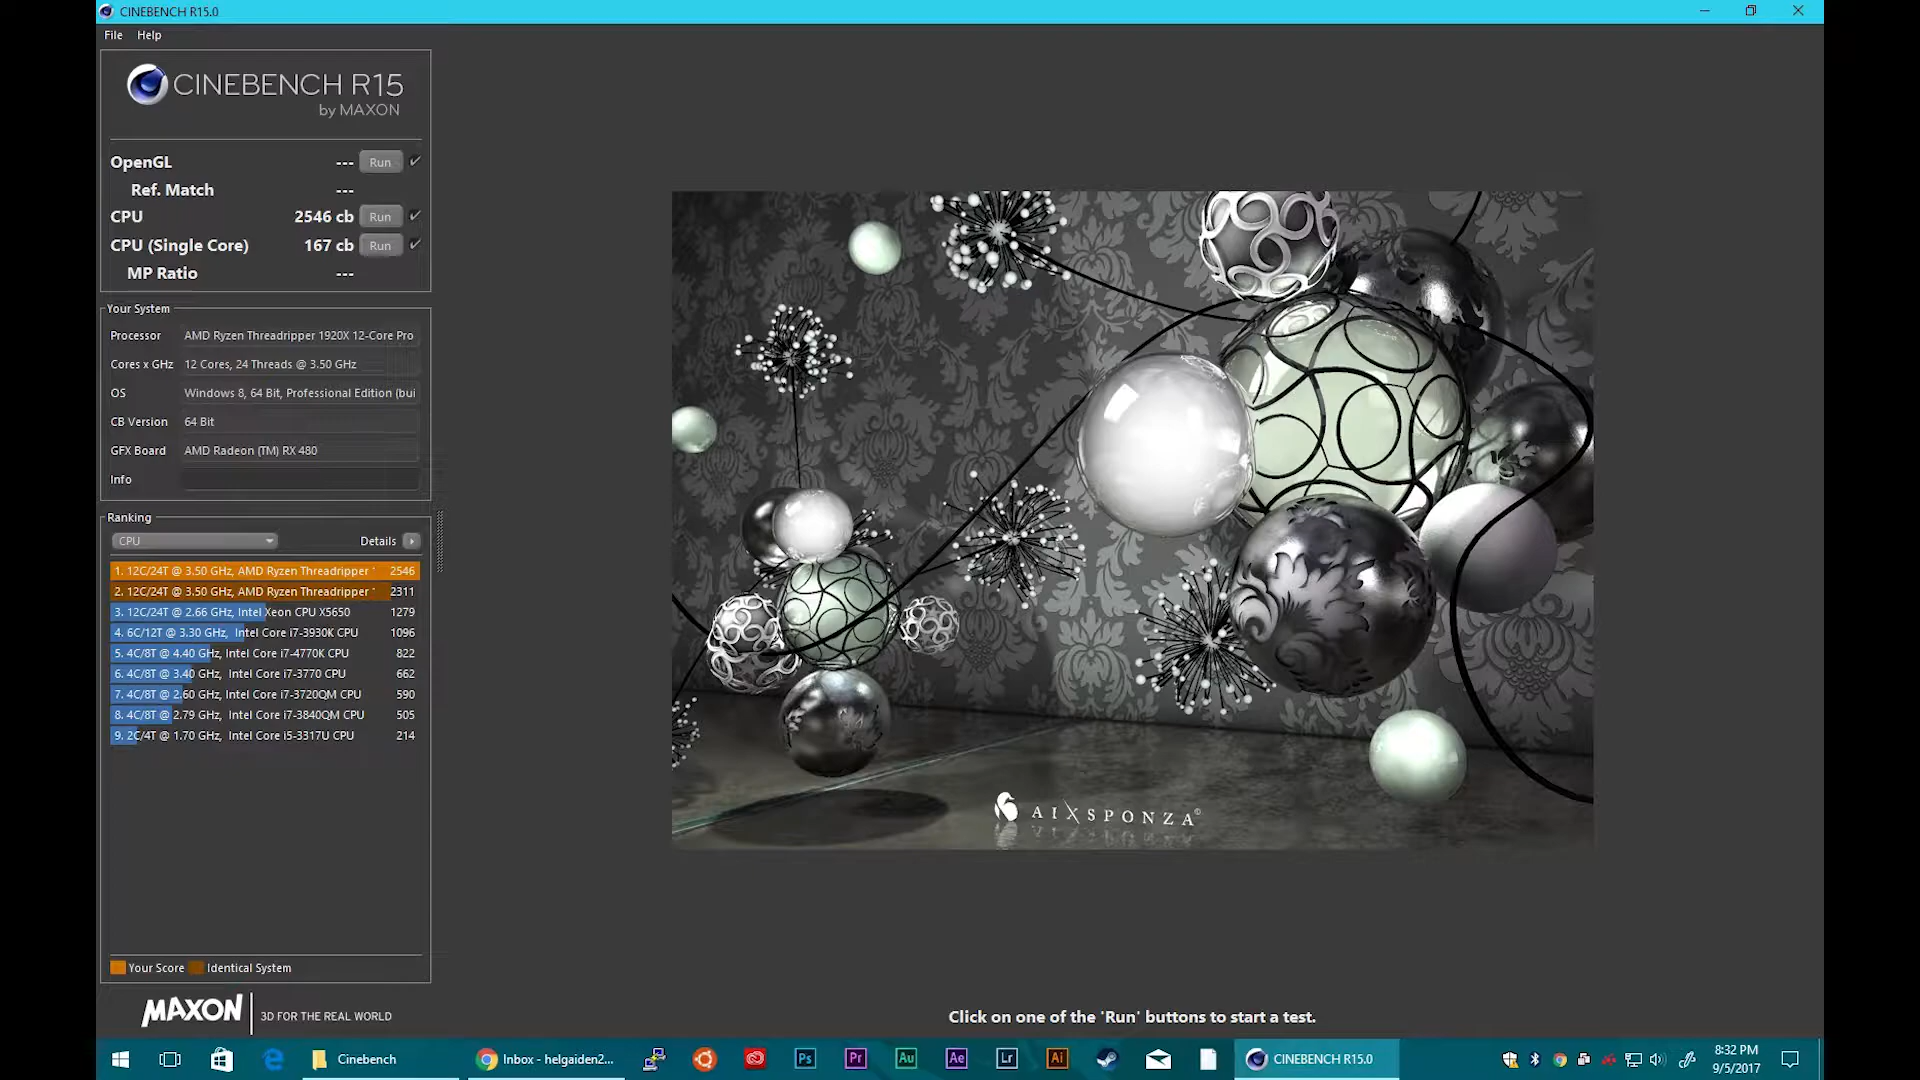 CINEBENCH R15.0
File Help
CINEBENCH R15
by MAXON
OpenGL --- Run
Ref. Match ---
CPU 2546 cb Run
CPU (Single Core) 167 cb Run
MP Ratio ---
Your System
Processor AMD Ryzen Threadripper 1920X 12-Core Pro
Cores x GHz 12 Cores, 24 Threads @ 3.50 GHz
OS Windows 8, 64 Bit, Professional Edition (bui
CB Version 64 Bit
GFX Board AMD Radeon (TM) RX 480
Info
Ranking
CPU Details
1. 12C/24T @ 3.50 GHz, AMD Ryzen Threadripper 2546
2. 12C/24T @ 3.50 GHz, AMD Ryzen Threadripper 2311
3. 12C/24T @ 2.66 GHz, Intel Xeon CPU X5650 1279
4. 6C/12T @ 3.30 GHz, Intel Core i7-3930K CPU 1096
5. 4C/8T @ 4.40 GHz, Intel Core i7-4770K CPU 822
6. 4C/8T @ 3.40 GHz, Intel Core i7-3770 CPU 662
7. 4C/8T @ 2.60 GHz, Intel Core i7-3720QM CPU 590
8. 4C/8T @ 2.79 GHz, Intel Core i7-3840QM CPU 505
9. 2C/4T @ 1.70 GHz, Intel Core i5-3317U CPU 214
Your Score Identical System
MAXON 3D FOR THE REAL WORLD
AIXSPONZA®
Click on one of the 'Run' buttons to start a test.
Cinebench Inbox - helgaiden2... Ps Pr Au Ae Lr Ai CINEBENCH R15.0
8:32 PM
9/5/2017